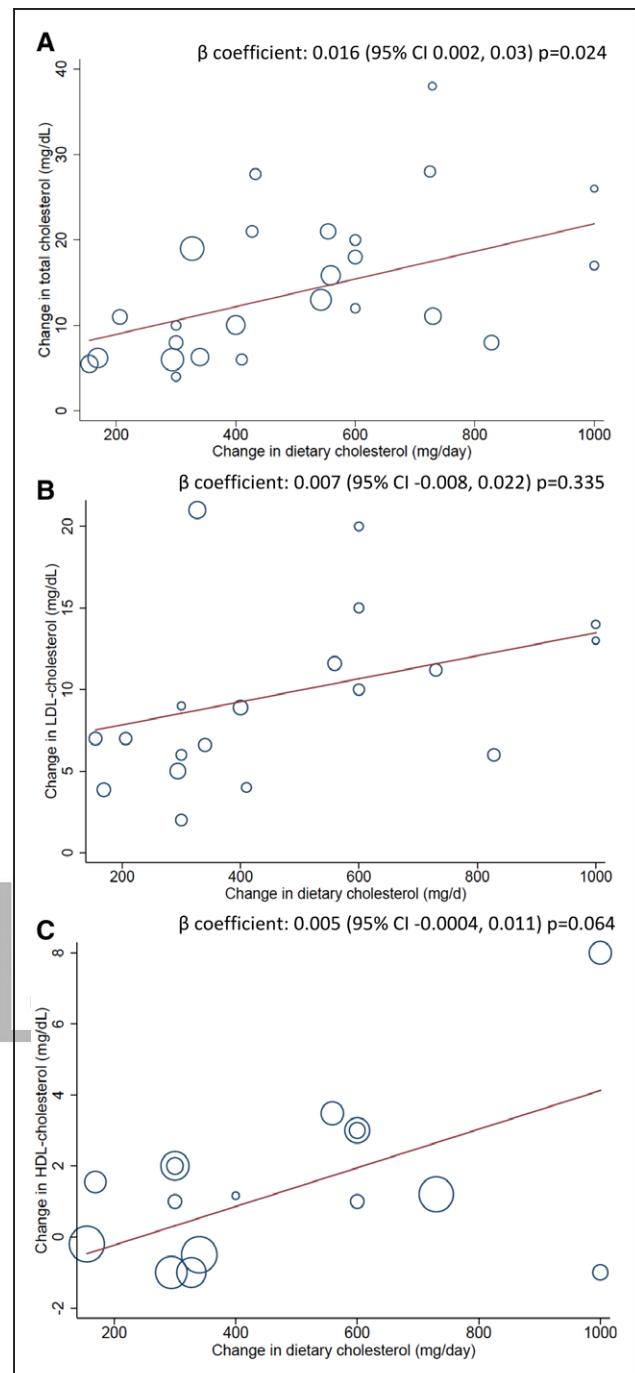 A
β coefficient: 0.016 (95% CI 0.002, 0.03) p=0.024
Change in total cholesterol (mg/dL)
40
30
20
10
0
200 400 600 800 1000
Change in dietary cholesterol (mg/day)
B
β coefficient: 0.007 (95% CI -0.008, 0.022) p=0.335
Change in LDL-cholesterol (mg/dL)
20
15
10
5
0
200 400 600 800 1000
Change in dietary cholesterol (mg/d)
C
β coefficient: 0.005 (95% CI -0.0004, 0.011) p=0.064
Change in HDL-cholesterol (mg/dL)
8
6
4
2
0
-2
200 400 600 800 1000
Change in dietary cholesterol (mg/day)
L